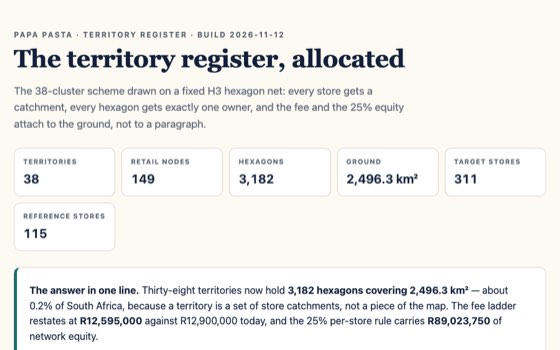 PAPA PASTA · TERRITORY REGISTER · BUILD 2026-11-12
The territory register, allocated
The 38-cluster scheme drawn on a fixed H3 hexagon net: every store gets a
catchment, every hexagon gets exactly one owner, and the fee and the 25% equity
attach to the ground, not to a paragraph.
TERRITORIES
38
RETAIL NODES
149
HEXAGONS
3,182
GROUND
2,496.3 km²
TARGET STORES
311
REFERENCE STORES
115
The answer in one line. Thirty-eight territories now hold 3,182 hexagons covering 2,496.3 km² — about
0.2% of South Africa, because a territory is a set of store catchments, not a piece of the map. The fee ladder
restates at R12,595,000 against R12,900,000 today, and the 25% per-store rule carries R89,023,750 of
network equity.